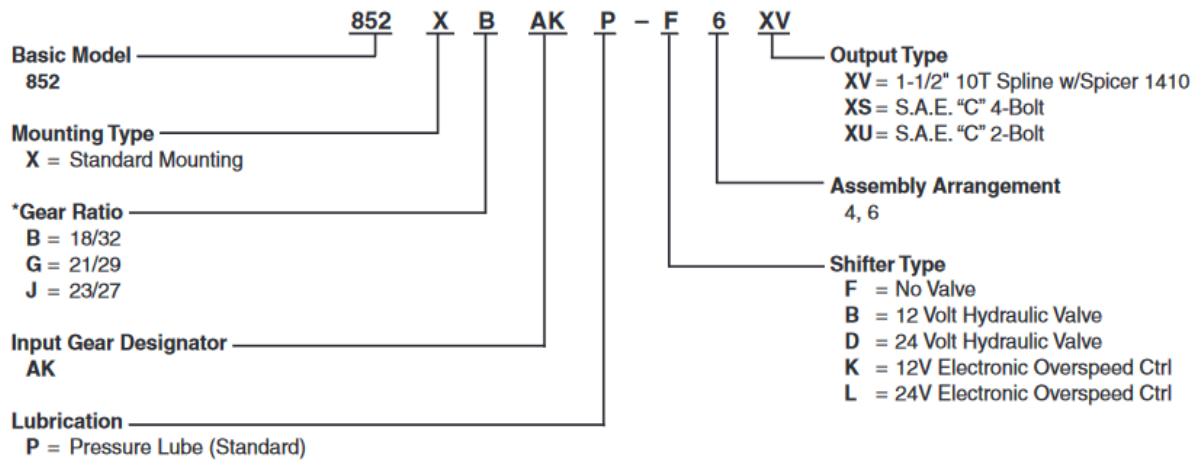 852 X B AK P – F 6 XV
Basic Model
852
Mounting Type
X = Standard Mounting
*Gear Ratio
B = 18/32
G = 21/29
J = 23/27
Input Gear Designator
AK
Lubrication
P = Pressure Lube (Standard)
Output Type
XV = 1-1/2" 10T Spline w/Spicer 1410
XS = S.A.E. “C” 4-Bolt
XU = S.A.E. “C” 2-Bolt
Assembly Arrangement
4, 6
Shifter Type
F = No Valve
B = 12 Volt Hydraulic Valve
D = 24 Volt Hydraulic Valve
K = 12V Electronic Overspeed Ctrl
L = 24V Electronic Overspeed Ctrl